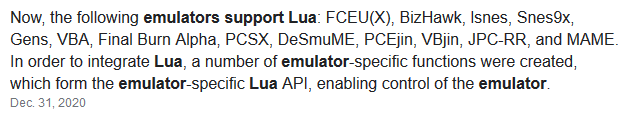 Now, the following emulators support Lua: FCEU(X), BizHawk, lsnes, Snes9x,
Gens, VBA, Final Burn Alpha, PCSX, DeSmuME, PCEjin, VBjin, JPC-RR, and MAME.
In order to integrate Lua, a number of emulator-specific functions were created,
which form the emulator-specific Lua API, enabling control of the emulator.
Dec. 31, 2020